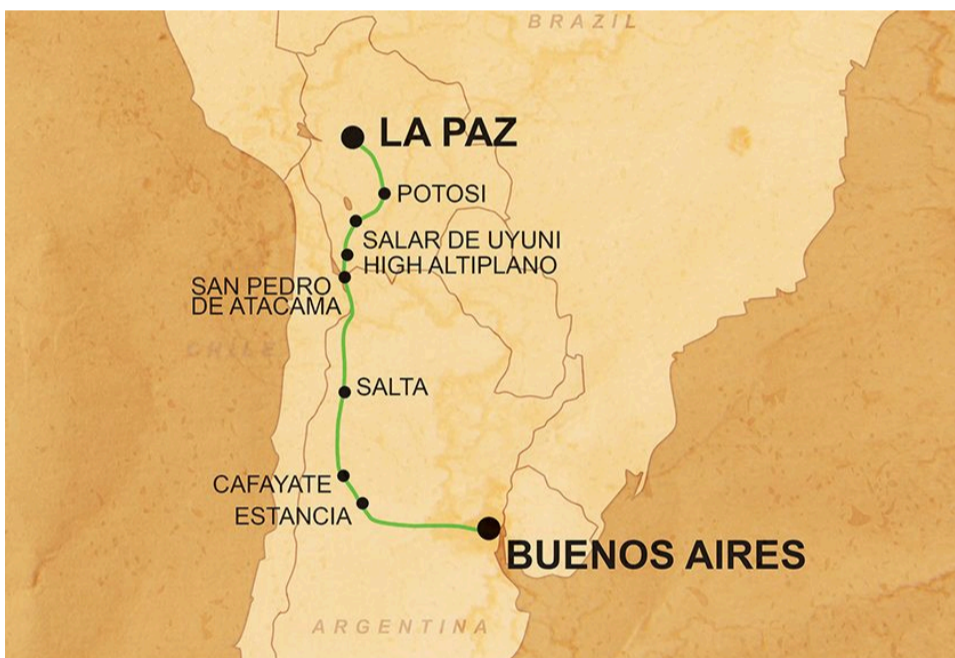 BRAZIL
LA PAZ
POTOSI
SALAR DE UYUNI
HIGH ALTIPLANO
SAN PEDRO
DE ATACAMA
CHILE
SALTA
CAFAYATE
ESTANCIA
BUENOS AIRES
ARGENTINA